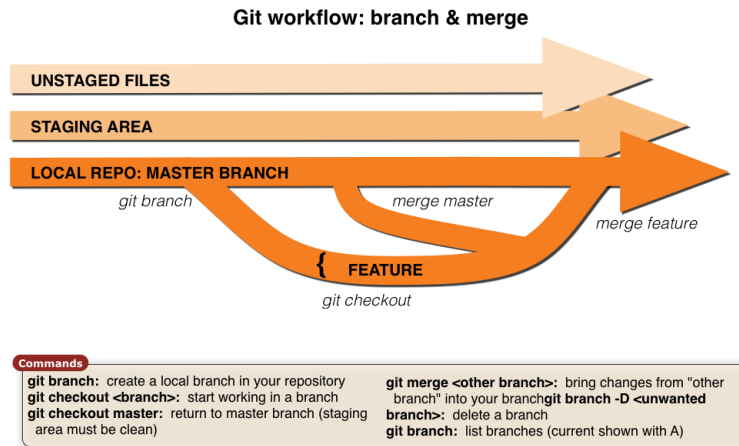 Git workflow: branch & merge
UNSTAGED FILES
STAGING AREA
LOCAL REPO: MASTER BRANCH
git branch
merge master
merge feature
{ FEATURE
git checkout
Commands
git branch: create a local branch in your repository
git checkout <branch>: start working in a branch
git checkout master: return to master branch (staging
area must be clean)
git merge <other branch>: bring changes from "other
branch" into your branchgit branch -D <unwanted
branch>: delete a branch
git branch: list branches (current shown with A)